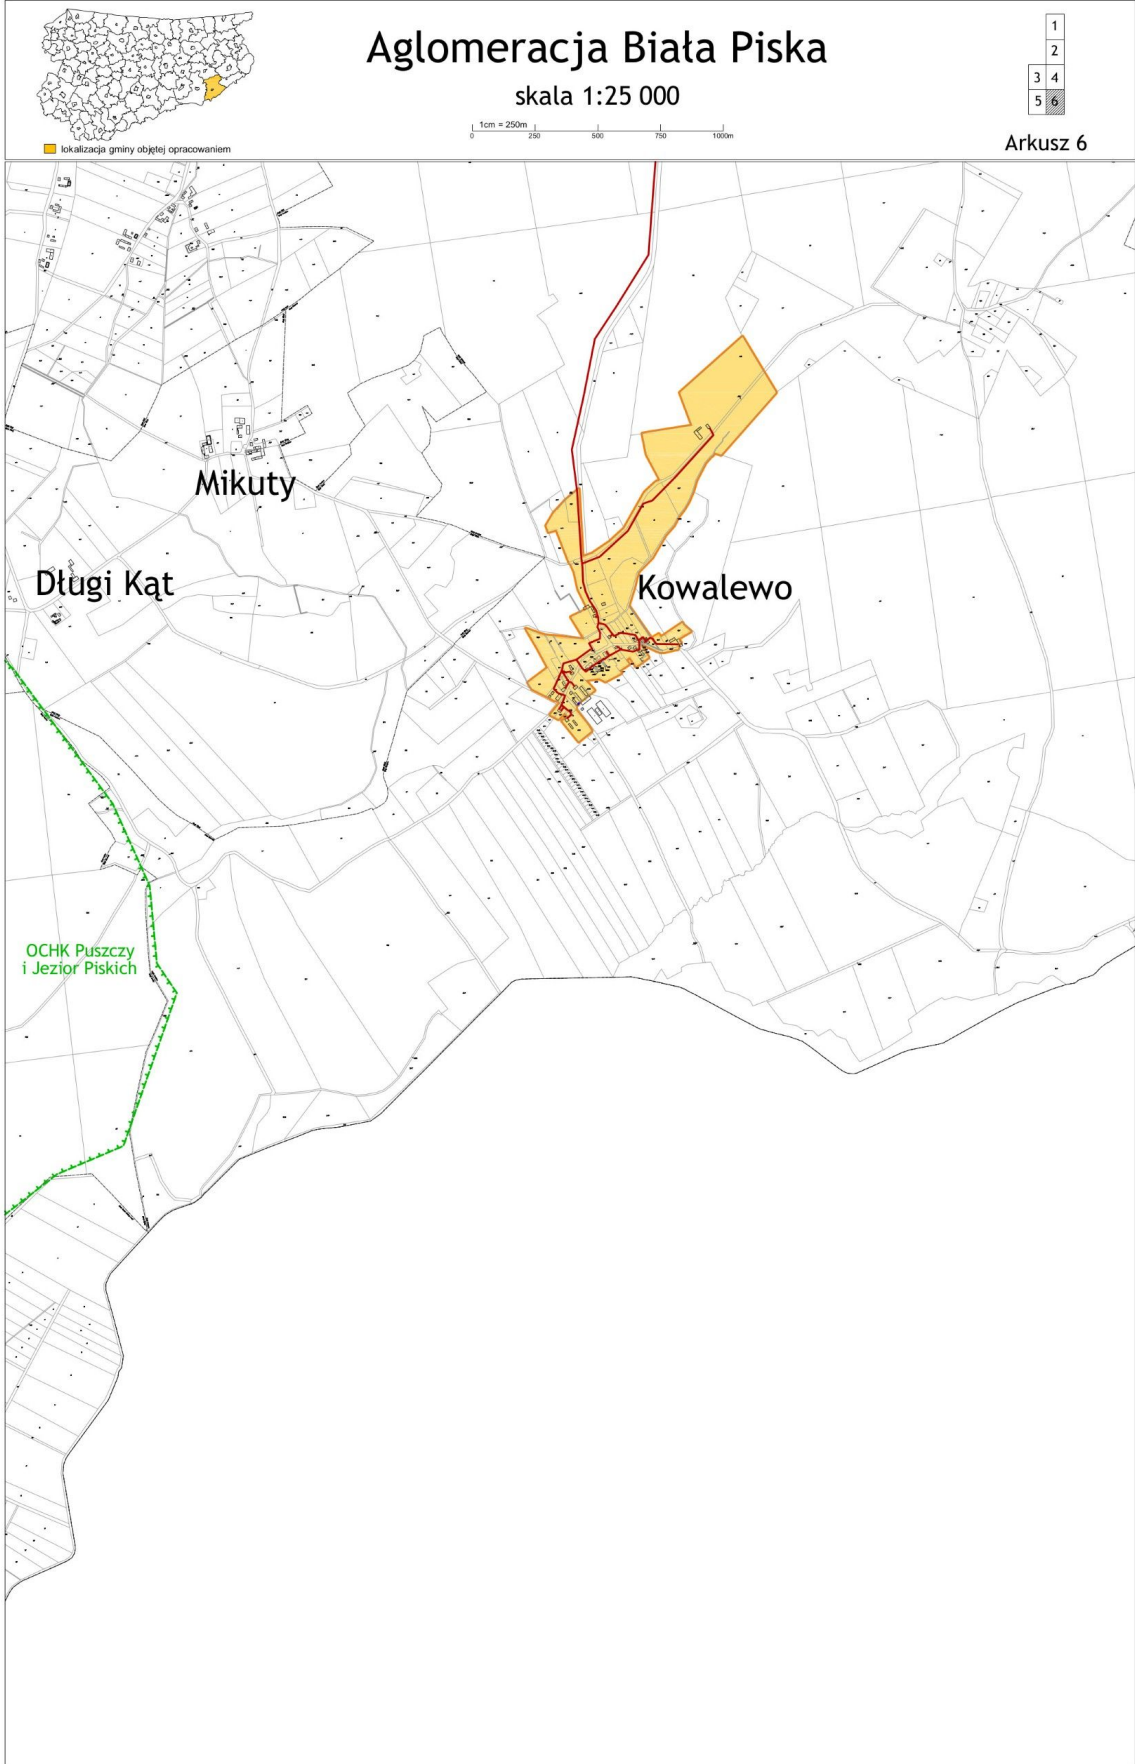 Aglomeracja Biała Piska
skala 1:25 000
1cm = 250m
0 250 500 750 1000m
lokalizacja gminy objętej opracowaniem
1
2
3 4
5 6
Arkusz 6
Mikuty
Długi Kąt
Kowalewo
OCHK Puszczy
i Jezior Piskich